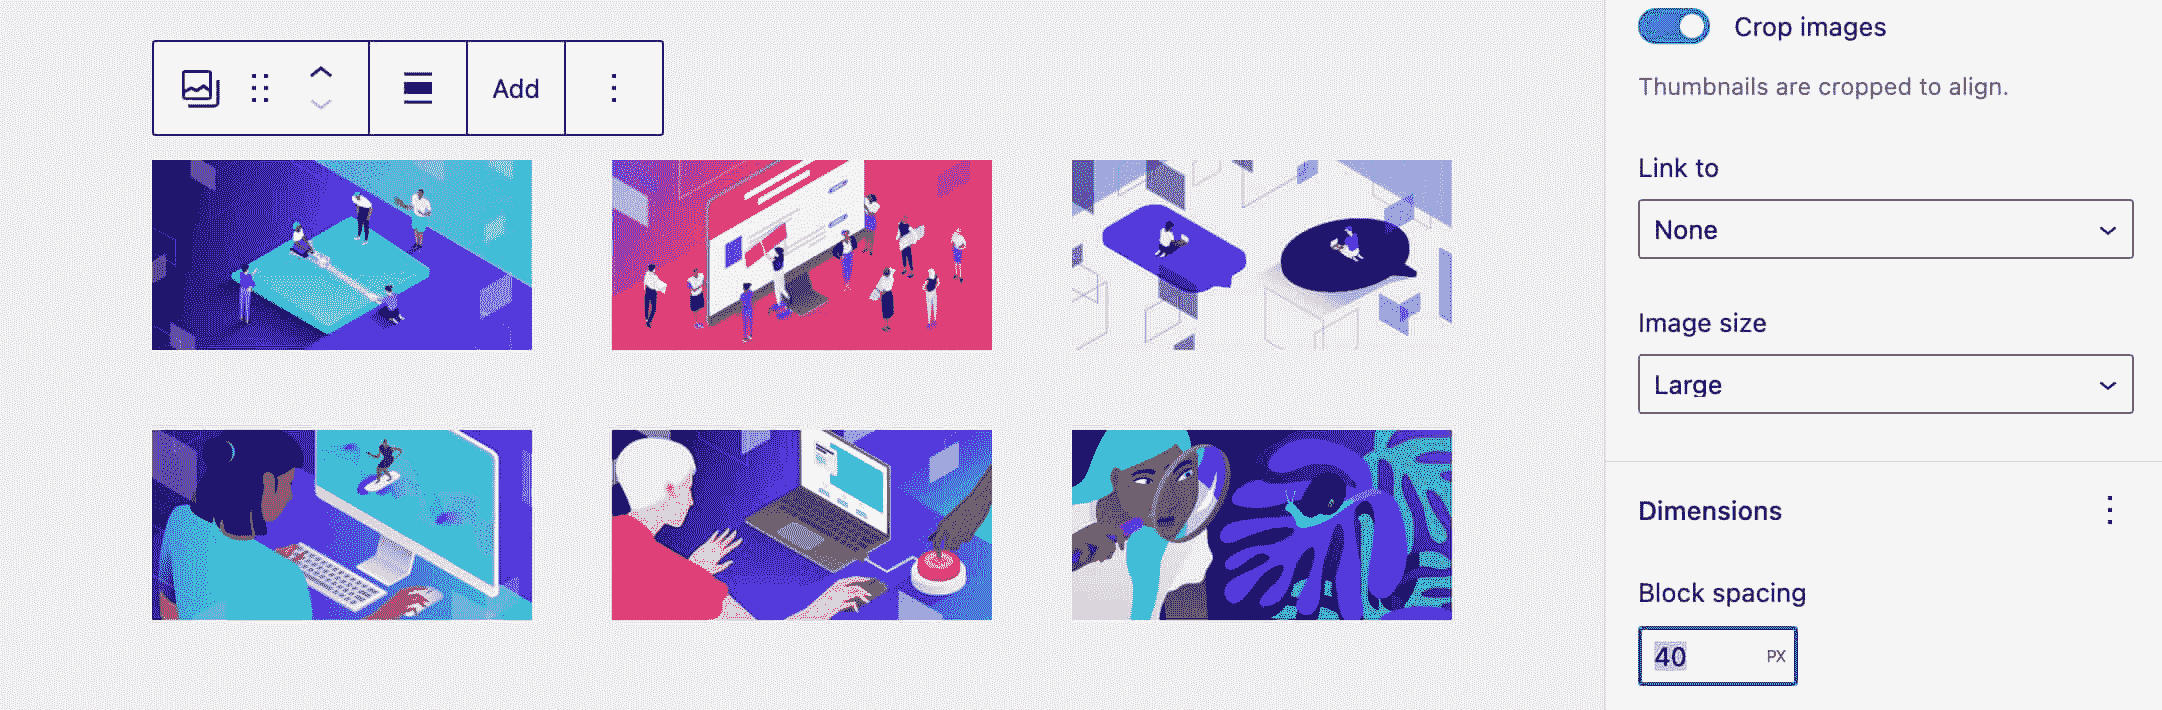 Add
Crop images
Thumbnails are cropped to align.
Link to
None
Image size
Large
Dimensions
Block spacing
40 PX